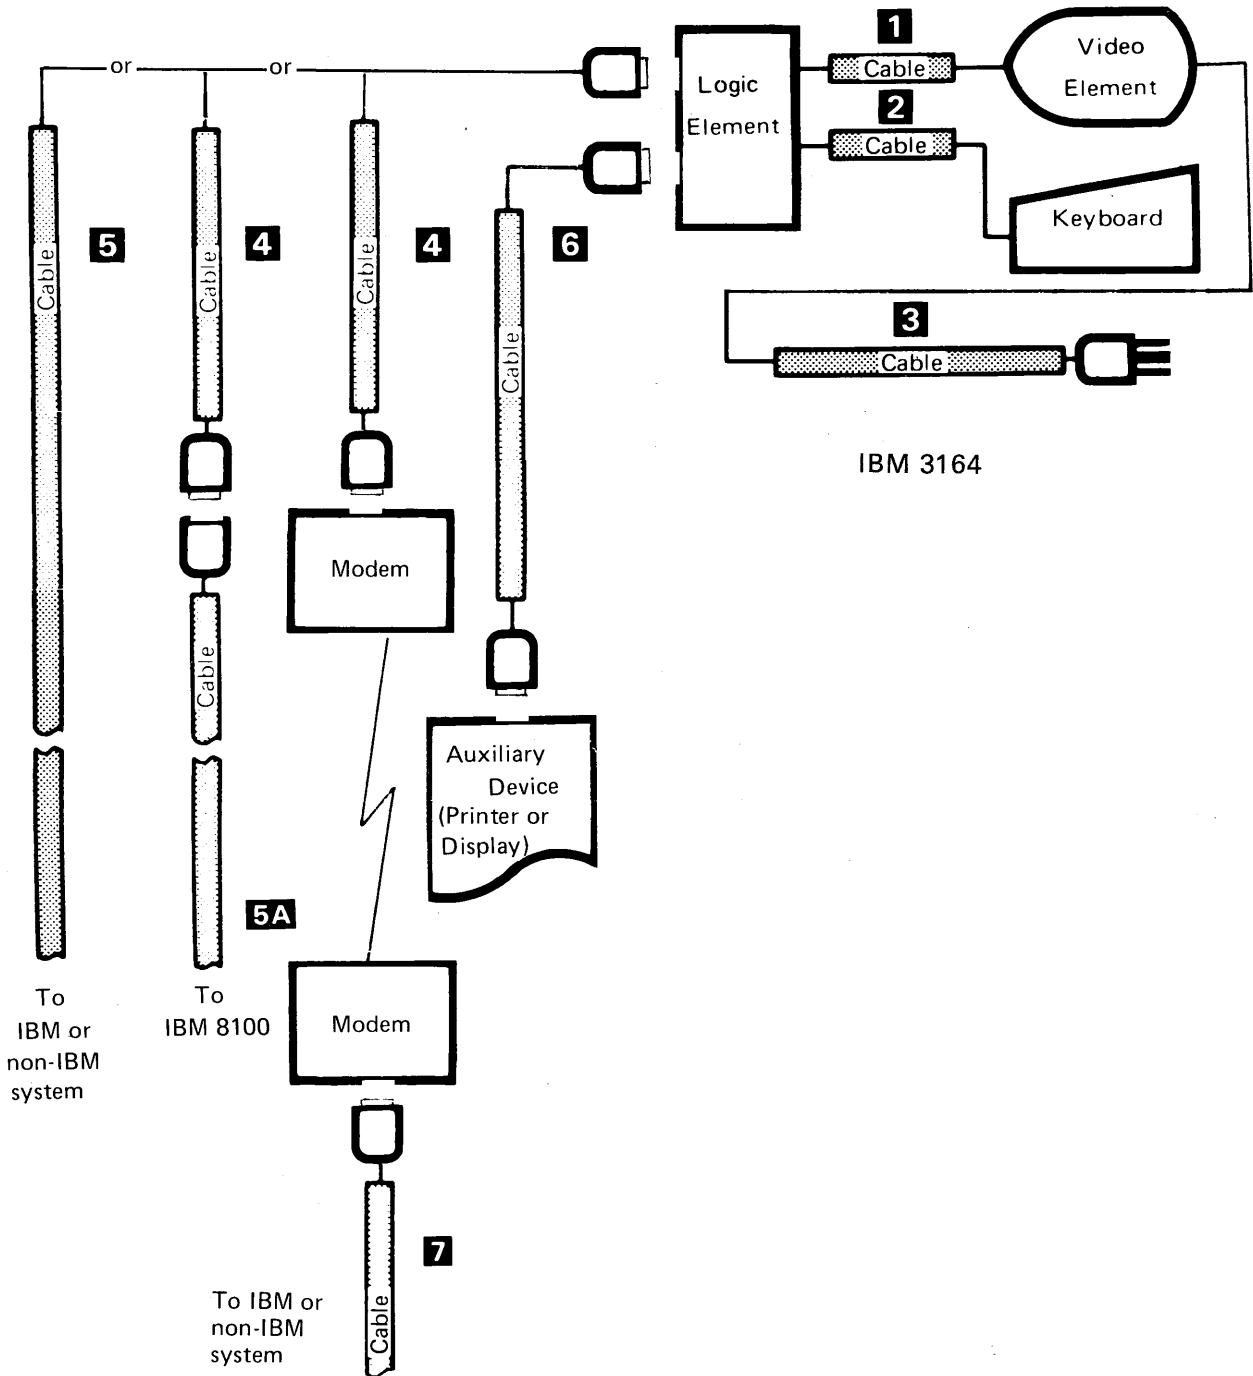 1
Video
Element
or
or
Cable
Logic
Element
2
Cable
Keyboard
5
4
4
6
Cable
Cable
Cable
Cable
3
Cable
IBM 3164
Modem
Cable
Auxiliary
Device
(Printer or
Display)
5A
To
IBM or
non-IBM
system
To
IBM 8100
Modem
7
To IBM or
non-IBM
system
Cable